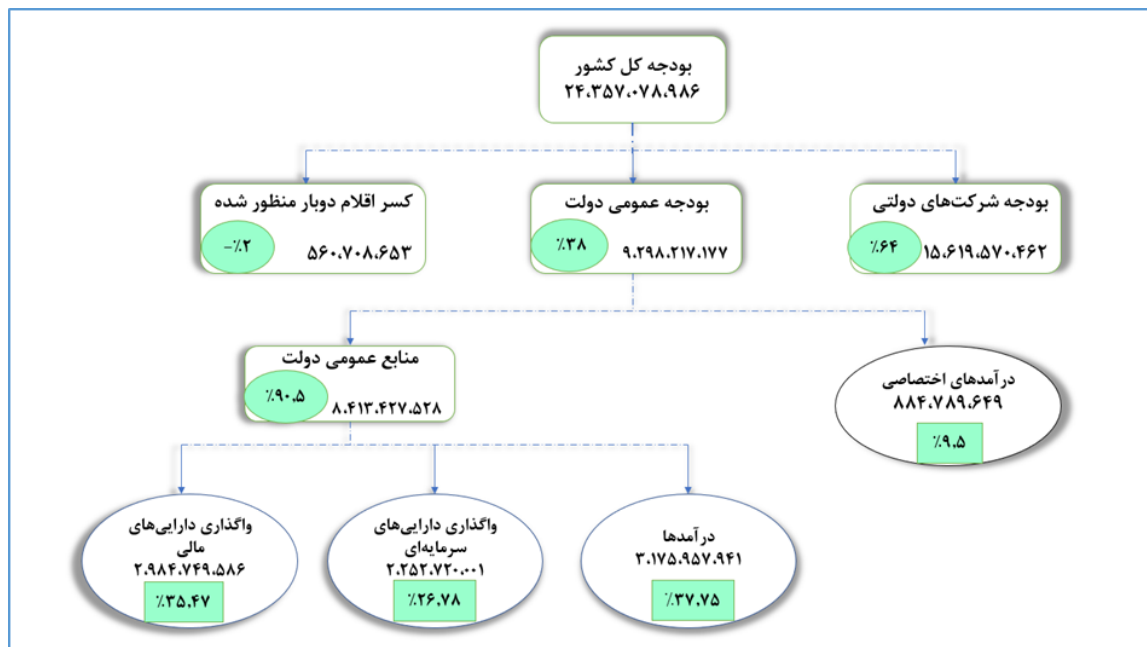 بودجه کل کشور
۲۴،۳۵۷،۰۷۸،۹۸۶
بودجه شرکت‌های دولتی
۱۵،۶۱۹،۵۷۰،۴۶۲
٪۶۴
بودجه عمومی دولت
۹،۲۹۸،۲۱۷،۱۷۷
٪۳۸
کسر اقلام دوبار منظور شده
۵۶۰،۷۰۸،۶۵۳
-٪۲
درآمدهای اختصاصی
۸۸۴،۷۸۹،۶۴۹
٪۹،۵
منابع عمومی دولت
۸،۴۱۳،۴۲۷،۵۲۸
٪۹۰،۵
درآمدها
۳،۱۷۵،۹۵۷،۹۴۱
٪۳۷،۷۵
واگذاری دارایی‌های
سرمایه‌ای
۲،۲۵۲،۷۲۰،۰۰۱
٪۲۶،۷۸
واگذاری دارایی‌های
مالی
۲،۹۸۴،۷۴۹،۵۸۶
٪۳۵،۴۷